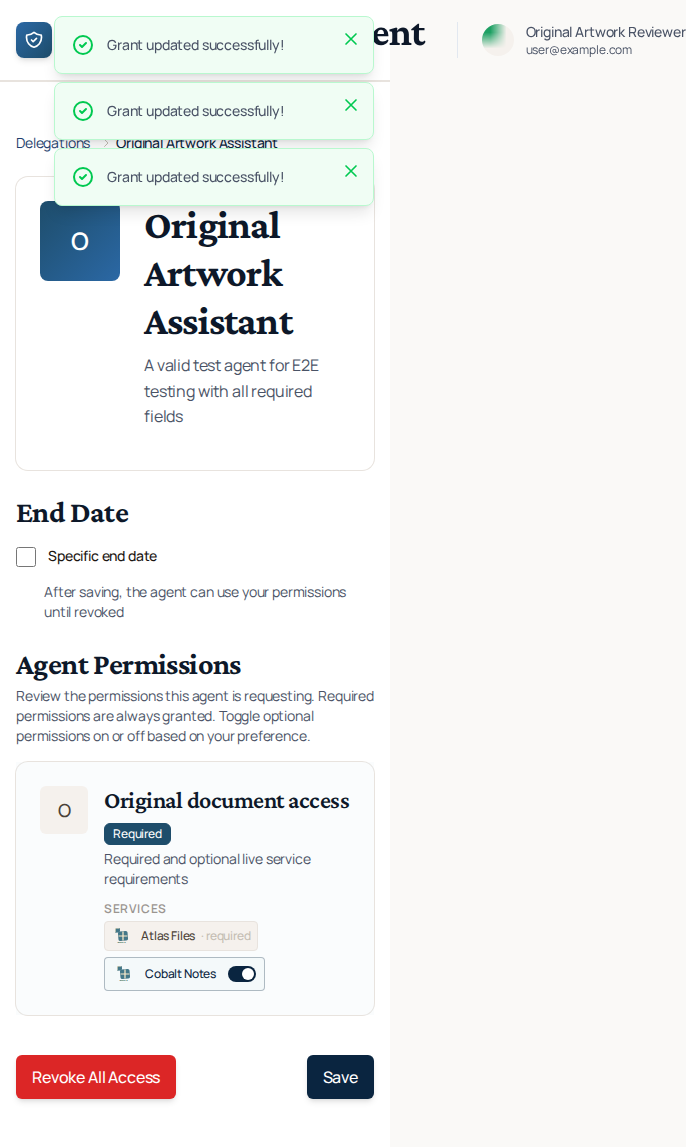 Grant updated successfully!
ent
Original Artwork Reviewer
user@example.com
Grant updated successfully!
Delegations
Original Artwork Assistant
Grant updated successfully!
O
Original
Artwork
Assistant
A valid test agent for E2E
testing with all required
fields
End Date
Specific end date
After saving, the agent can use your permissions
until revoked
Agent Permissions
Review the permissions this agent is requesting. Required
permissions are always granted. Toggle optional
permissions on or off based on your preference.
O
Original document access
Required
Required and optional live service
requirements
SERVICES
Atlas Files · required
Cobalt Notes
Revoke All Access
Save